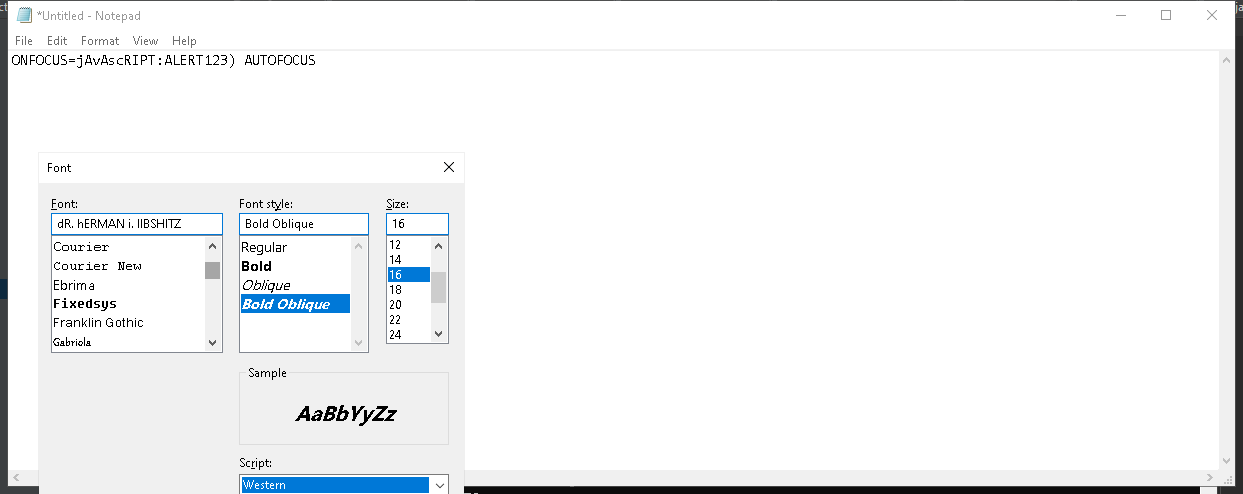 *Untitled - Notepad
File Edit Format View Help
ONFOCUS=jAvAscRIPT:ALERT123) AUTOFOCUS
Font
Font: Font style: Size:
dR. hERMAN i. lIBSHITZ Bold Oblique 16
Courier Regular 12
Courier New Bold 14
Ebrima Oblique 16
Fixedsys Bold Oblique 18
Franklin Gothic 20
Gabriola 22
24
Sample
AaBbYyZz
Script:
Western